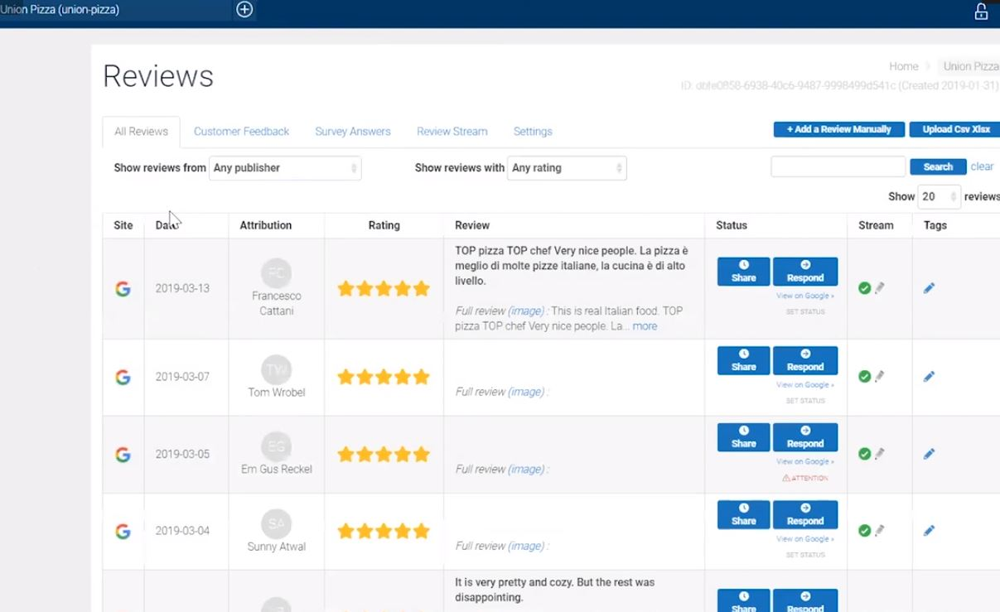 Union Pizza (union-pizza)
Reviews
Home Union Pizza
ID: dbfe0858-6938-40c6-9487-9998499d541c (Created 2019-01-31)
All Reviews Customer Feedback Survey Answers Review Stream Settings
+ Add a Review Manually Upload Csv Xlsx
Show reviews from Any publisher Show reviews with Any rating Search clear
Show 20 reviews
Site Attribution Rating Review Status Stream Tags
TOP pizza TOP chef Very nice people. La pizza è
meglio di molte pizze italiane, la cucina è di alto
livello.
2019-03-13
FC
Francesco
Cattani
Full review (image) : This is real Italian food. TOP
pizza TOP chef Very nice people. La... more
Share Respond
View on Google »
SET STATUS
2019-03-07
TW
Tom Wrobel
Full review (image) :
Share Respond
View on Google »
SET STATUS
2019-03-05
EG
Em Gus Reckel
Full review (image) :
Share Respond
View on Google »
ATTENTION
2019-03-04
SA
Sunny Atwal
Full review (image) :
Share Respond
View on Google »
SET STATUS
It is very pretty and cozy. But the rest was
disappointing.
Share Respond